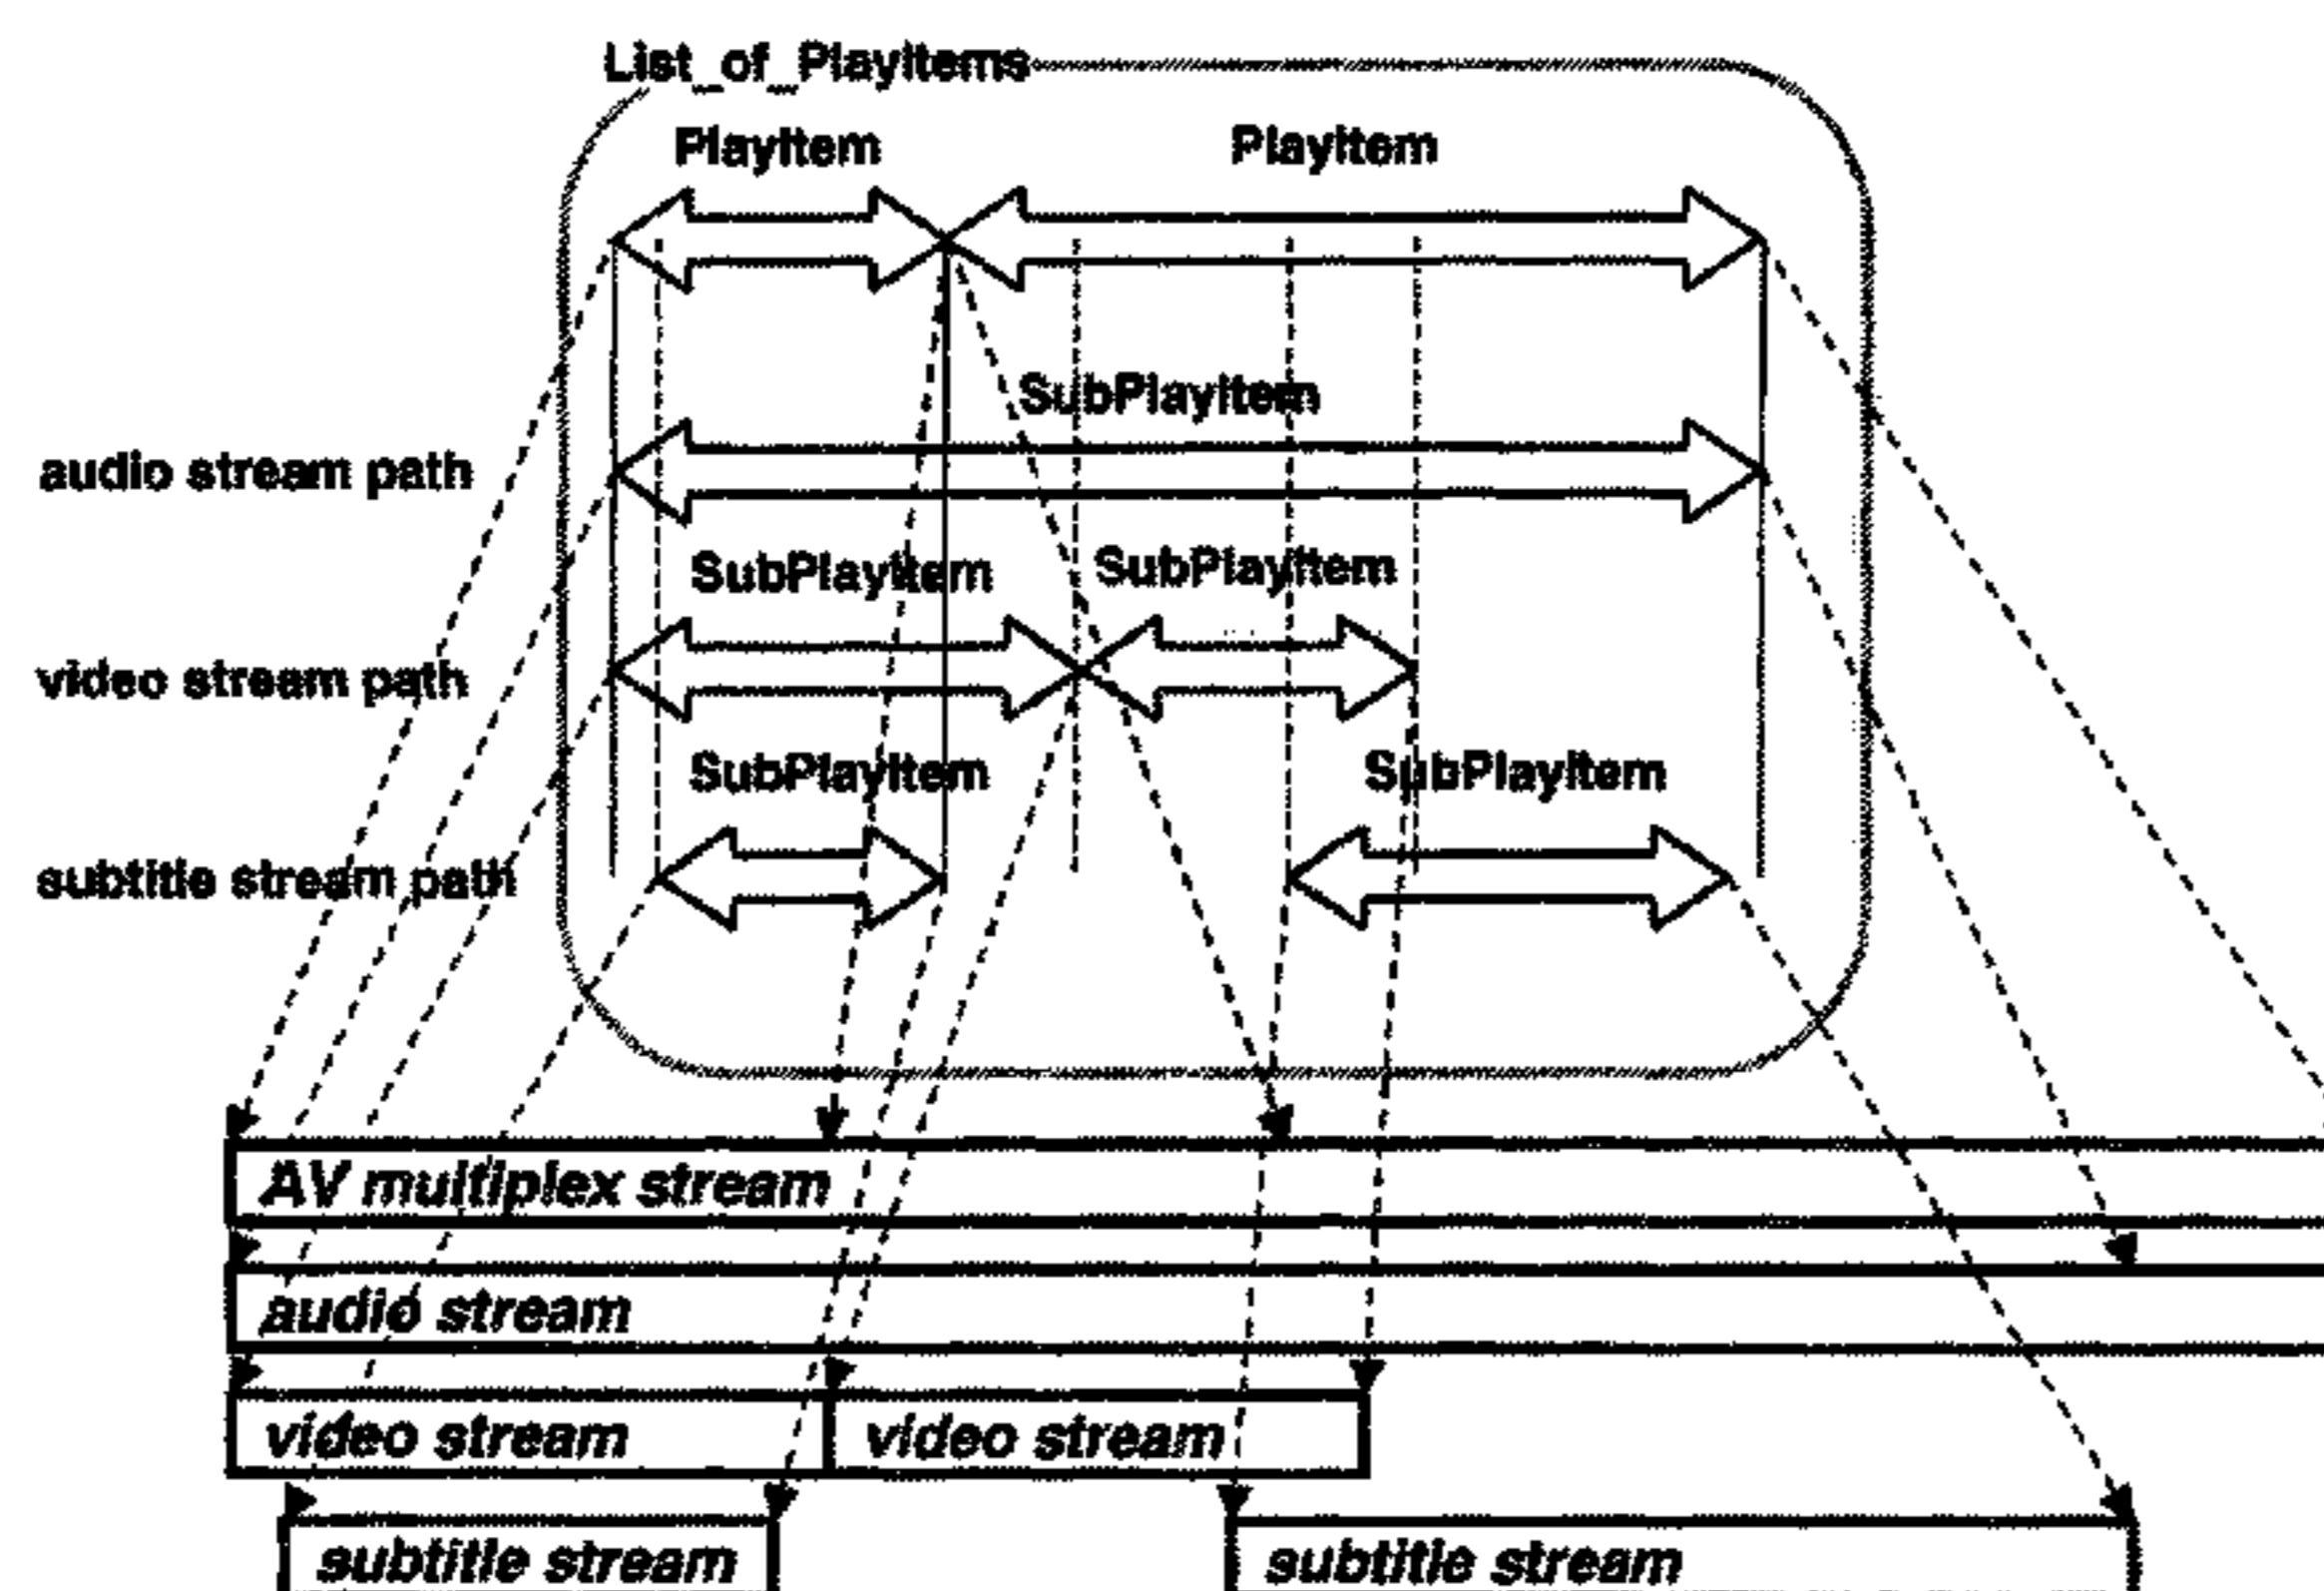 List_of_PlayItems
PlayItem PlayItem
SubPlayItem
audio stream path
SubPlayItem SubPlayItem
video stream path
SubPlayItem SubPlayItem
subtitle stream path
AV multiplex stream
audio stream
video stream video stream
subtitle stream subtitle stream